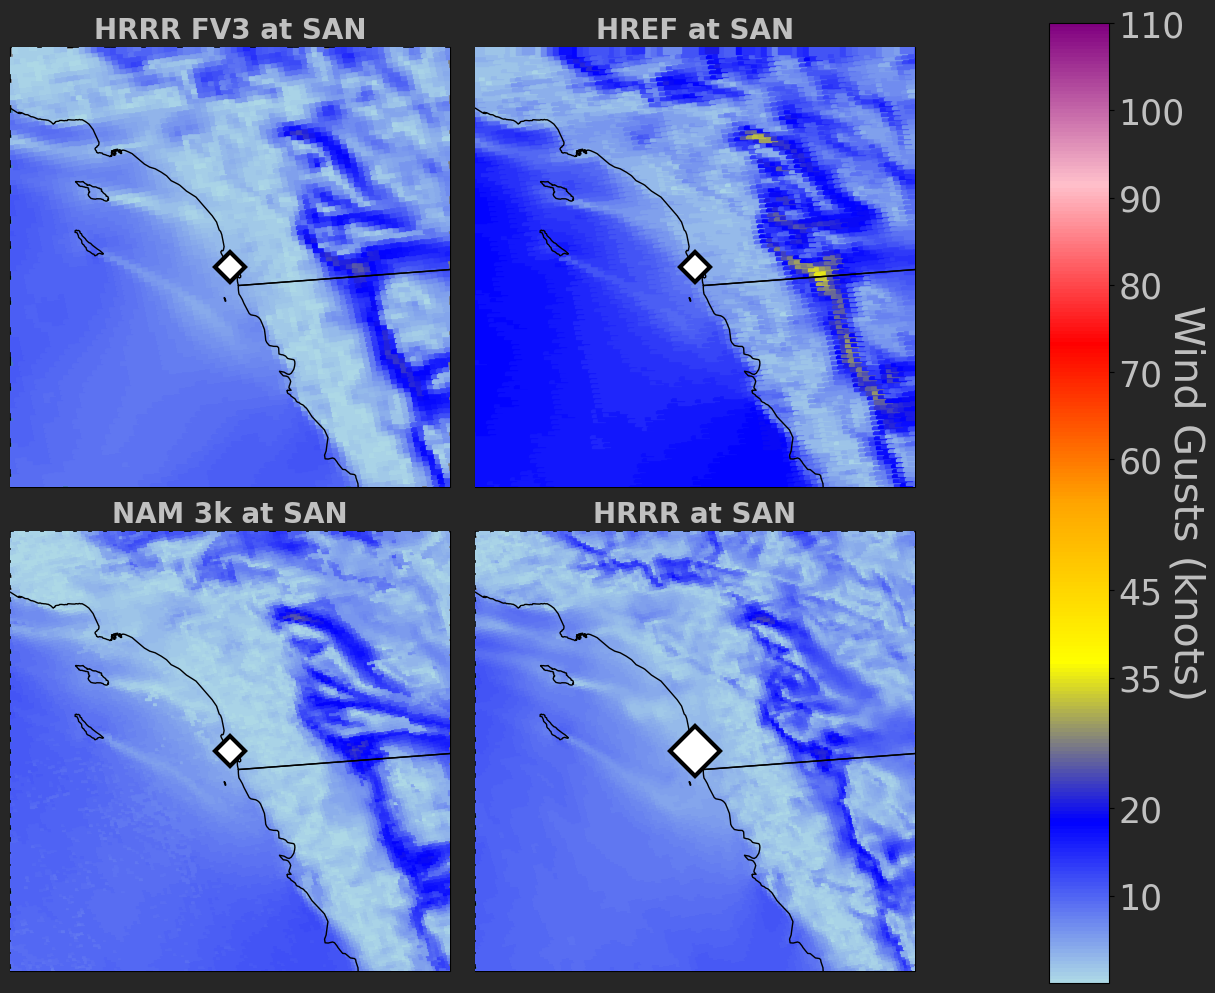 HRRR FV3 at SAN
HREF at SAN
NAM 3k at SAN
HRRR at SAN
110
100
90
80
70
60
45
35
20
10
Wind Gusts (knots)